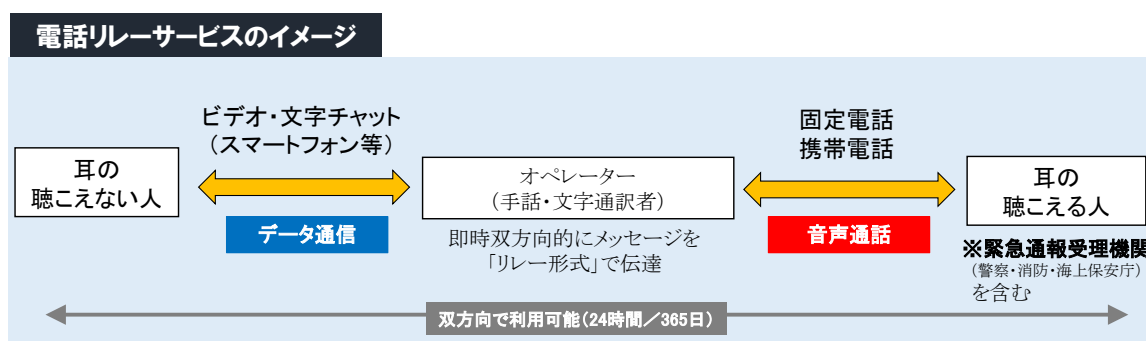 電話リレーサービスのイメージ
ビデオ・文字チャット
（スマートフォン等）
固定電話
携帯電話
耳の
聴こえない人
オペレーター
（手話・文字通訳者）
耳の
聴こえる人
データ通信
音声通話
即時双方向的にメッセージを
「リレー形式」で伝達
※緊急通報受理機関
（警察・消防・海上保安庁）
を含む
双方向で利用可能（24時間／365日）